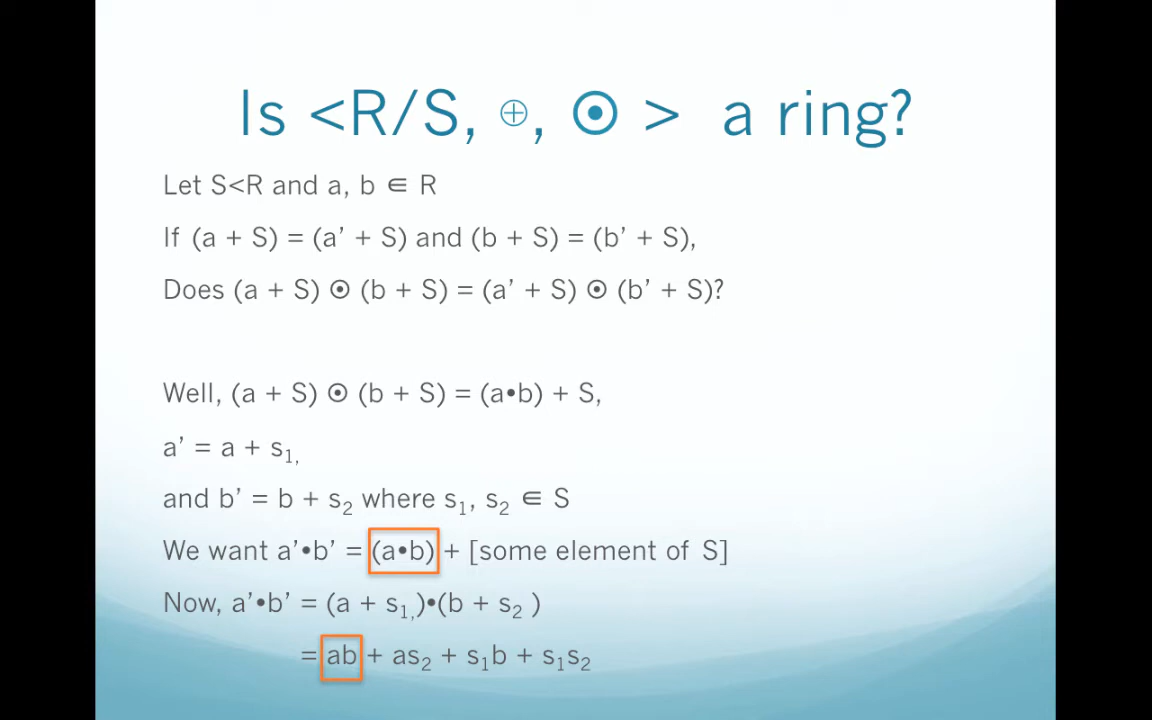 Is <R/S, ⊕, ⊙ > a ring?
Let S<R and a, b ∈ R
If (a + S) = (a’ + S) and (b + S) = (b’ + S),
Does (a + S) ⊙ (b + S) = (a’ + S) ⊙ (b’ + S)?
Well, (a + S) ⊙ (b + S) = (a•b) + S,
a’ = a + s₁,
and b’ = b + s₂ where s₁, s₂ ∈ S
We want a’•b’ = (a•b) + [some element of S]
Now, a’•b’ = (a + s₁,)•(b + s₂ )
= ab + as₂ + s₁b + s₁s₂